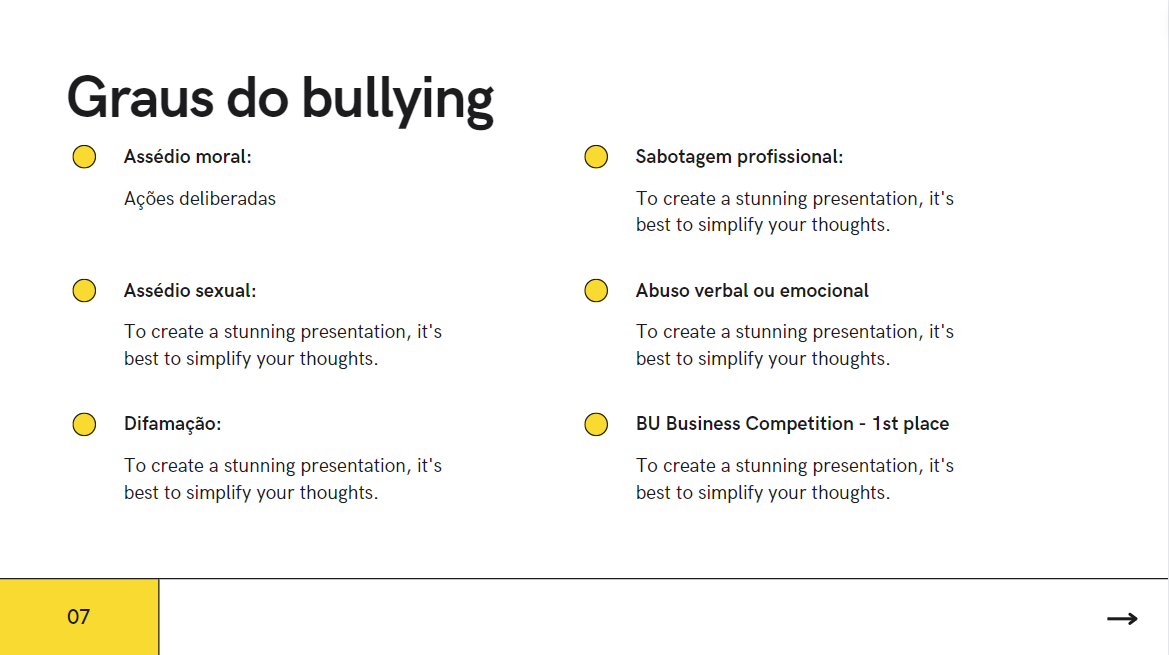 Graus do bullying
Assédio moral:
Ações deliberadas
Assédio sexual:
To create a stunning presentation, it's
best to simplify your thoughts.
Difamação:
To create a stunning presentation, it's
best to simplify your thoughts.
Sabotagem profissional:
To create a stunning presentation, it's
best to simplify your thoughts.
Abuso verbal ou emocional
To create a stunning presentation, it's
best to simplify your thoughts.
BU Business Competition - 1st place
To create a stunning presentation, it's
best to simplify your thoughts.
07